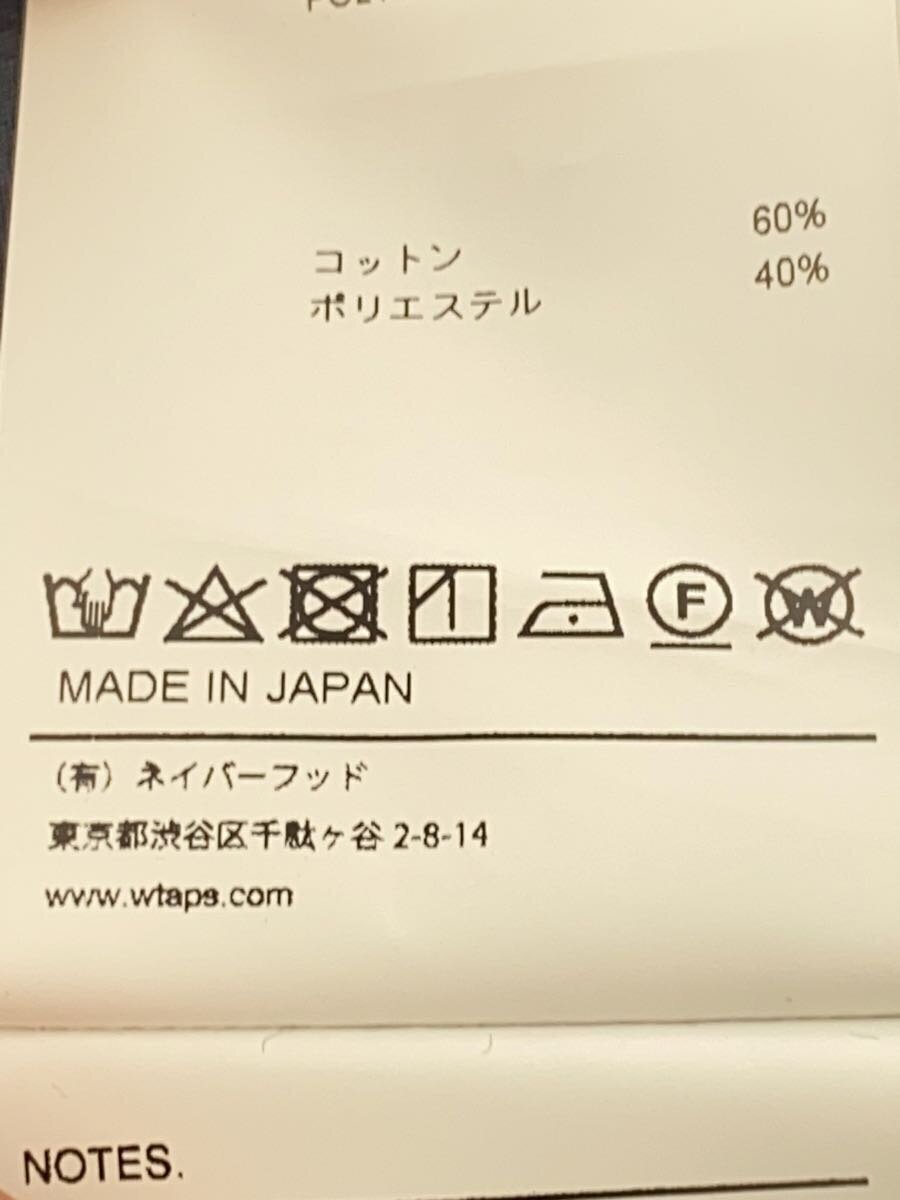 コットン 60%
ポリエステル 40%
F W
MADE IN JAPAN
(有) ネイバーフッド
東京都渋谷区千駄ヶ谷 2-8-14
www.wtaps.com
NOTES.